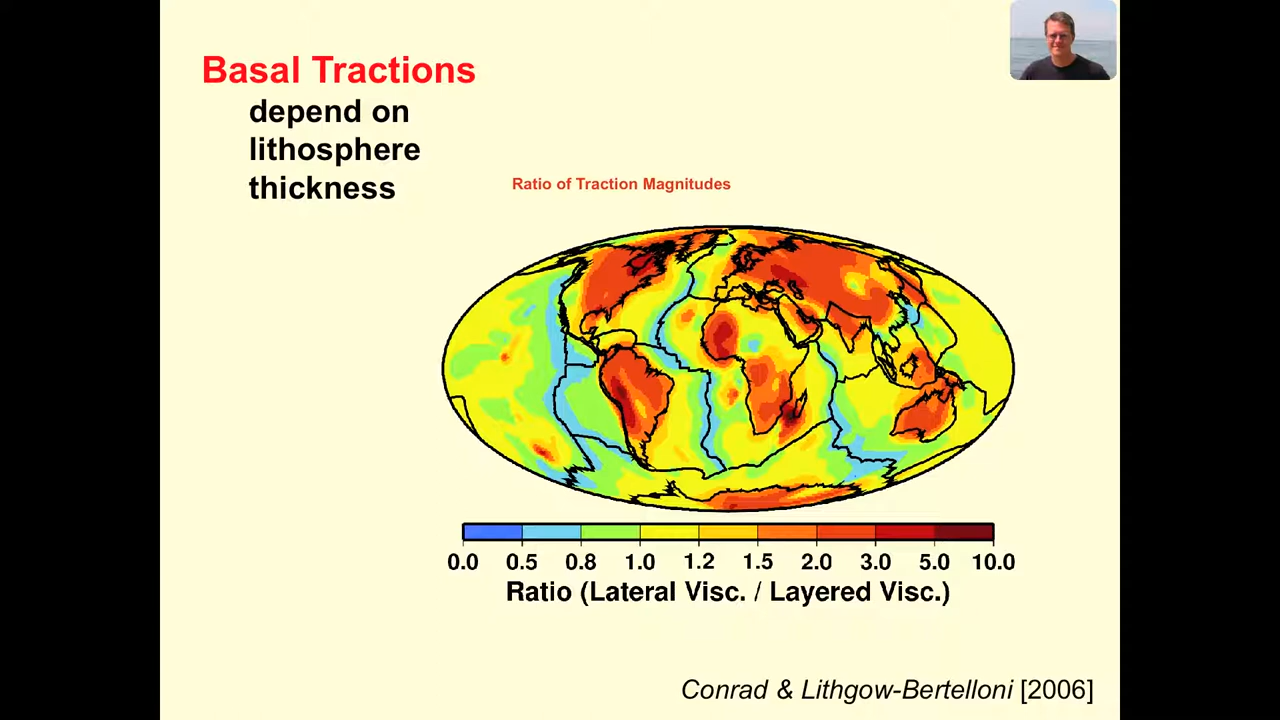 Basal Tractions
depend on
lithosphere
thickness
Ratio of Traction Magnitudes
0.0 0.5 0.8 1.0 1.2 1.5 2.0 3.0 5.0 10.0
Ratio (Lateral Visc. / Layered Visc.)
Conrad & Lithgow-Bertelloni [2006]